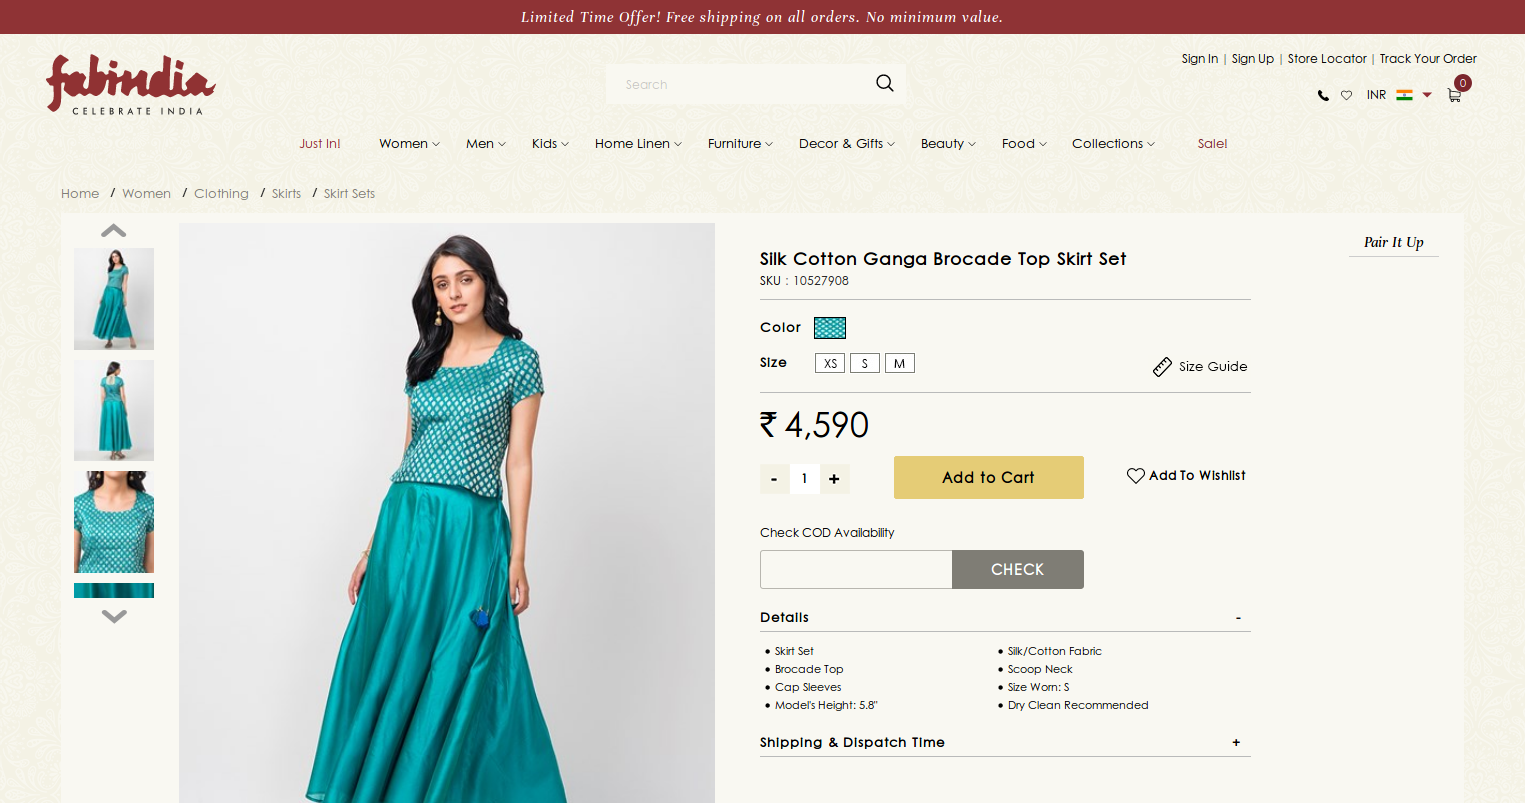 Limited Time Offer! Free shipping on all orders. No minimum value.
fabindia
CELEBRATE INDIA
Search
Sign In | Sign Up | Store Locator | Track Your Order
INR
0
Just In! Women Men Kids Home Linen Furniture Decor & Gifts Beauty Food Collections Sale!
Home / Women / Clothing / Skirts / Skirt Sets
Silk Cotton Ganga Brocade Top Skirt Set
SKU : 10527908
Color
Size XS S M
Size Guide
₹ 4,590
- 1 +
Add to Cart
Add To Wishlist
Check COD Availability
CHECK
Details -
• Skirt Set
• Brocade Top
• Cap Sleeves
• Model's Height: 5.8"
• Silk/Cotton Fabric
• Scoop Neck
• Size Worn: S
• Dry Clean Recommended
Shipping & Dispatch Time +
Pair It Up